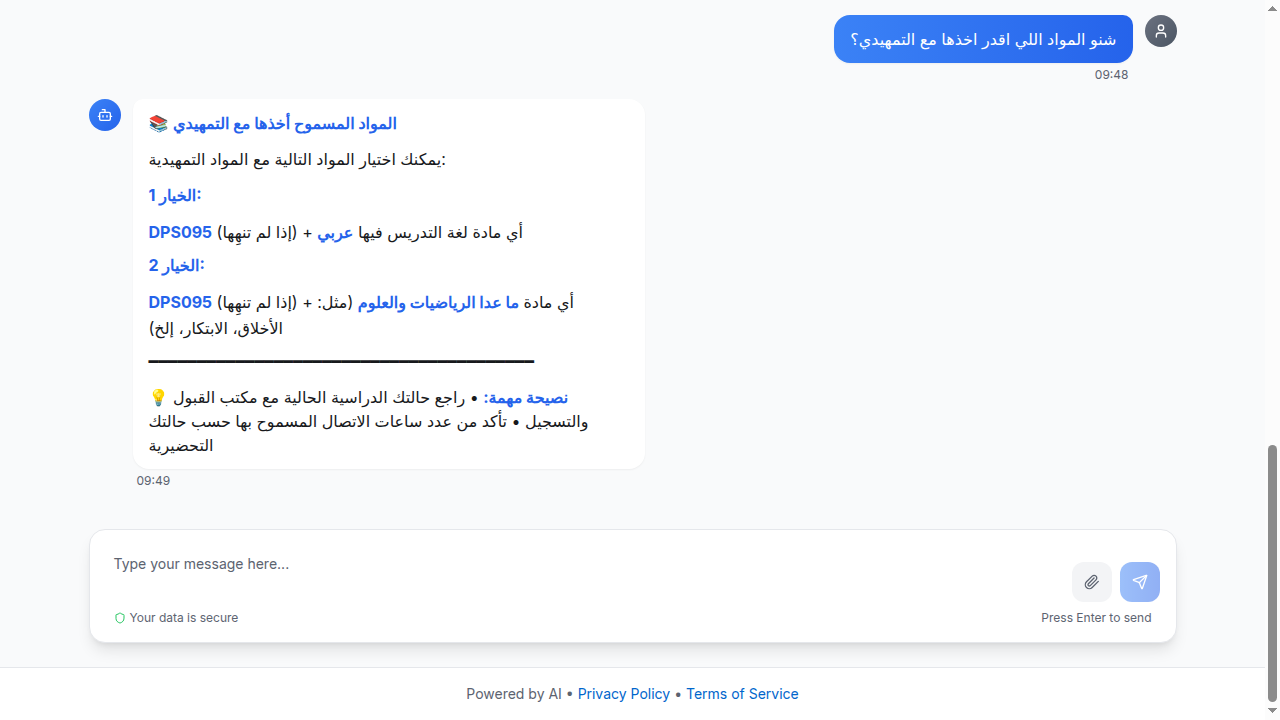 شنو المواد اللي اقدر اخذها مع التمهيدي؟
09:48
📚 المواد المسموح أخذها مع التمهيدي
يمكنك اختيار المواد التالية مع المواد التمهيدية:
الخيار 1:
DPS095 (إذا لم تنهِها) + أي مادة لغة التدريس فيها عربي
الخيار 2:
DPS095 (إذا لم تنهِها) + أي مادة ما عدا الرياضيات والعلوم (مثل:
الأخلاق، الابتكار، إلخ)
━━━━━━━━━━━━━━━━━━━━━━━━━━━━━━
💡 نصيحة مهمة: • راجع حالتك الدراسية الحالية مع مكتب القبول
والتسجيل • تأكد من عدد ساعات الاتصال المسموح بها حسب حالتك
التحضيرية
09:49
Type your message here...
Your data is secure
Press Enter to send
Powered by AI • Privacy Policy • Terms of Service